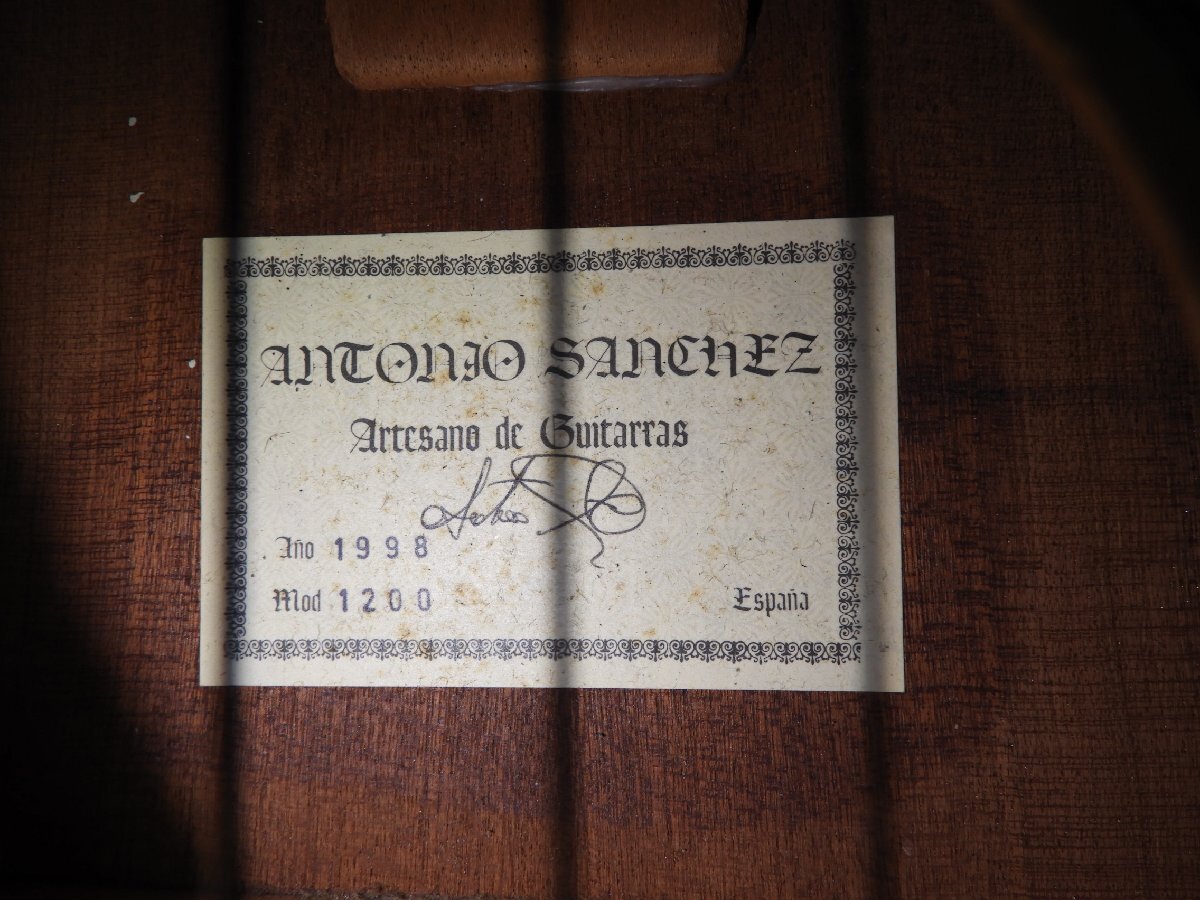 ANTONIO SANCHEZ
Artesano de Guitarras
Año 1998
Mod 1200
España